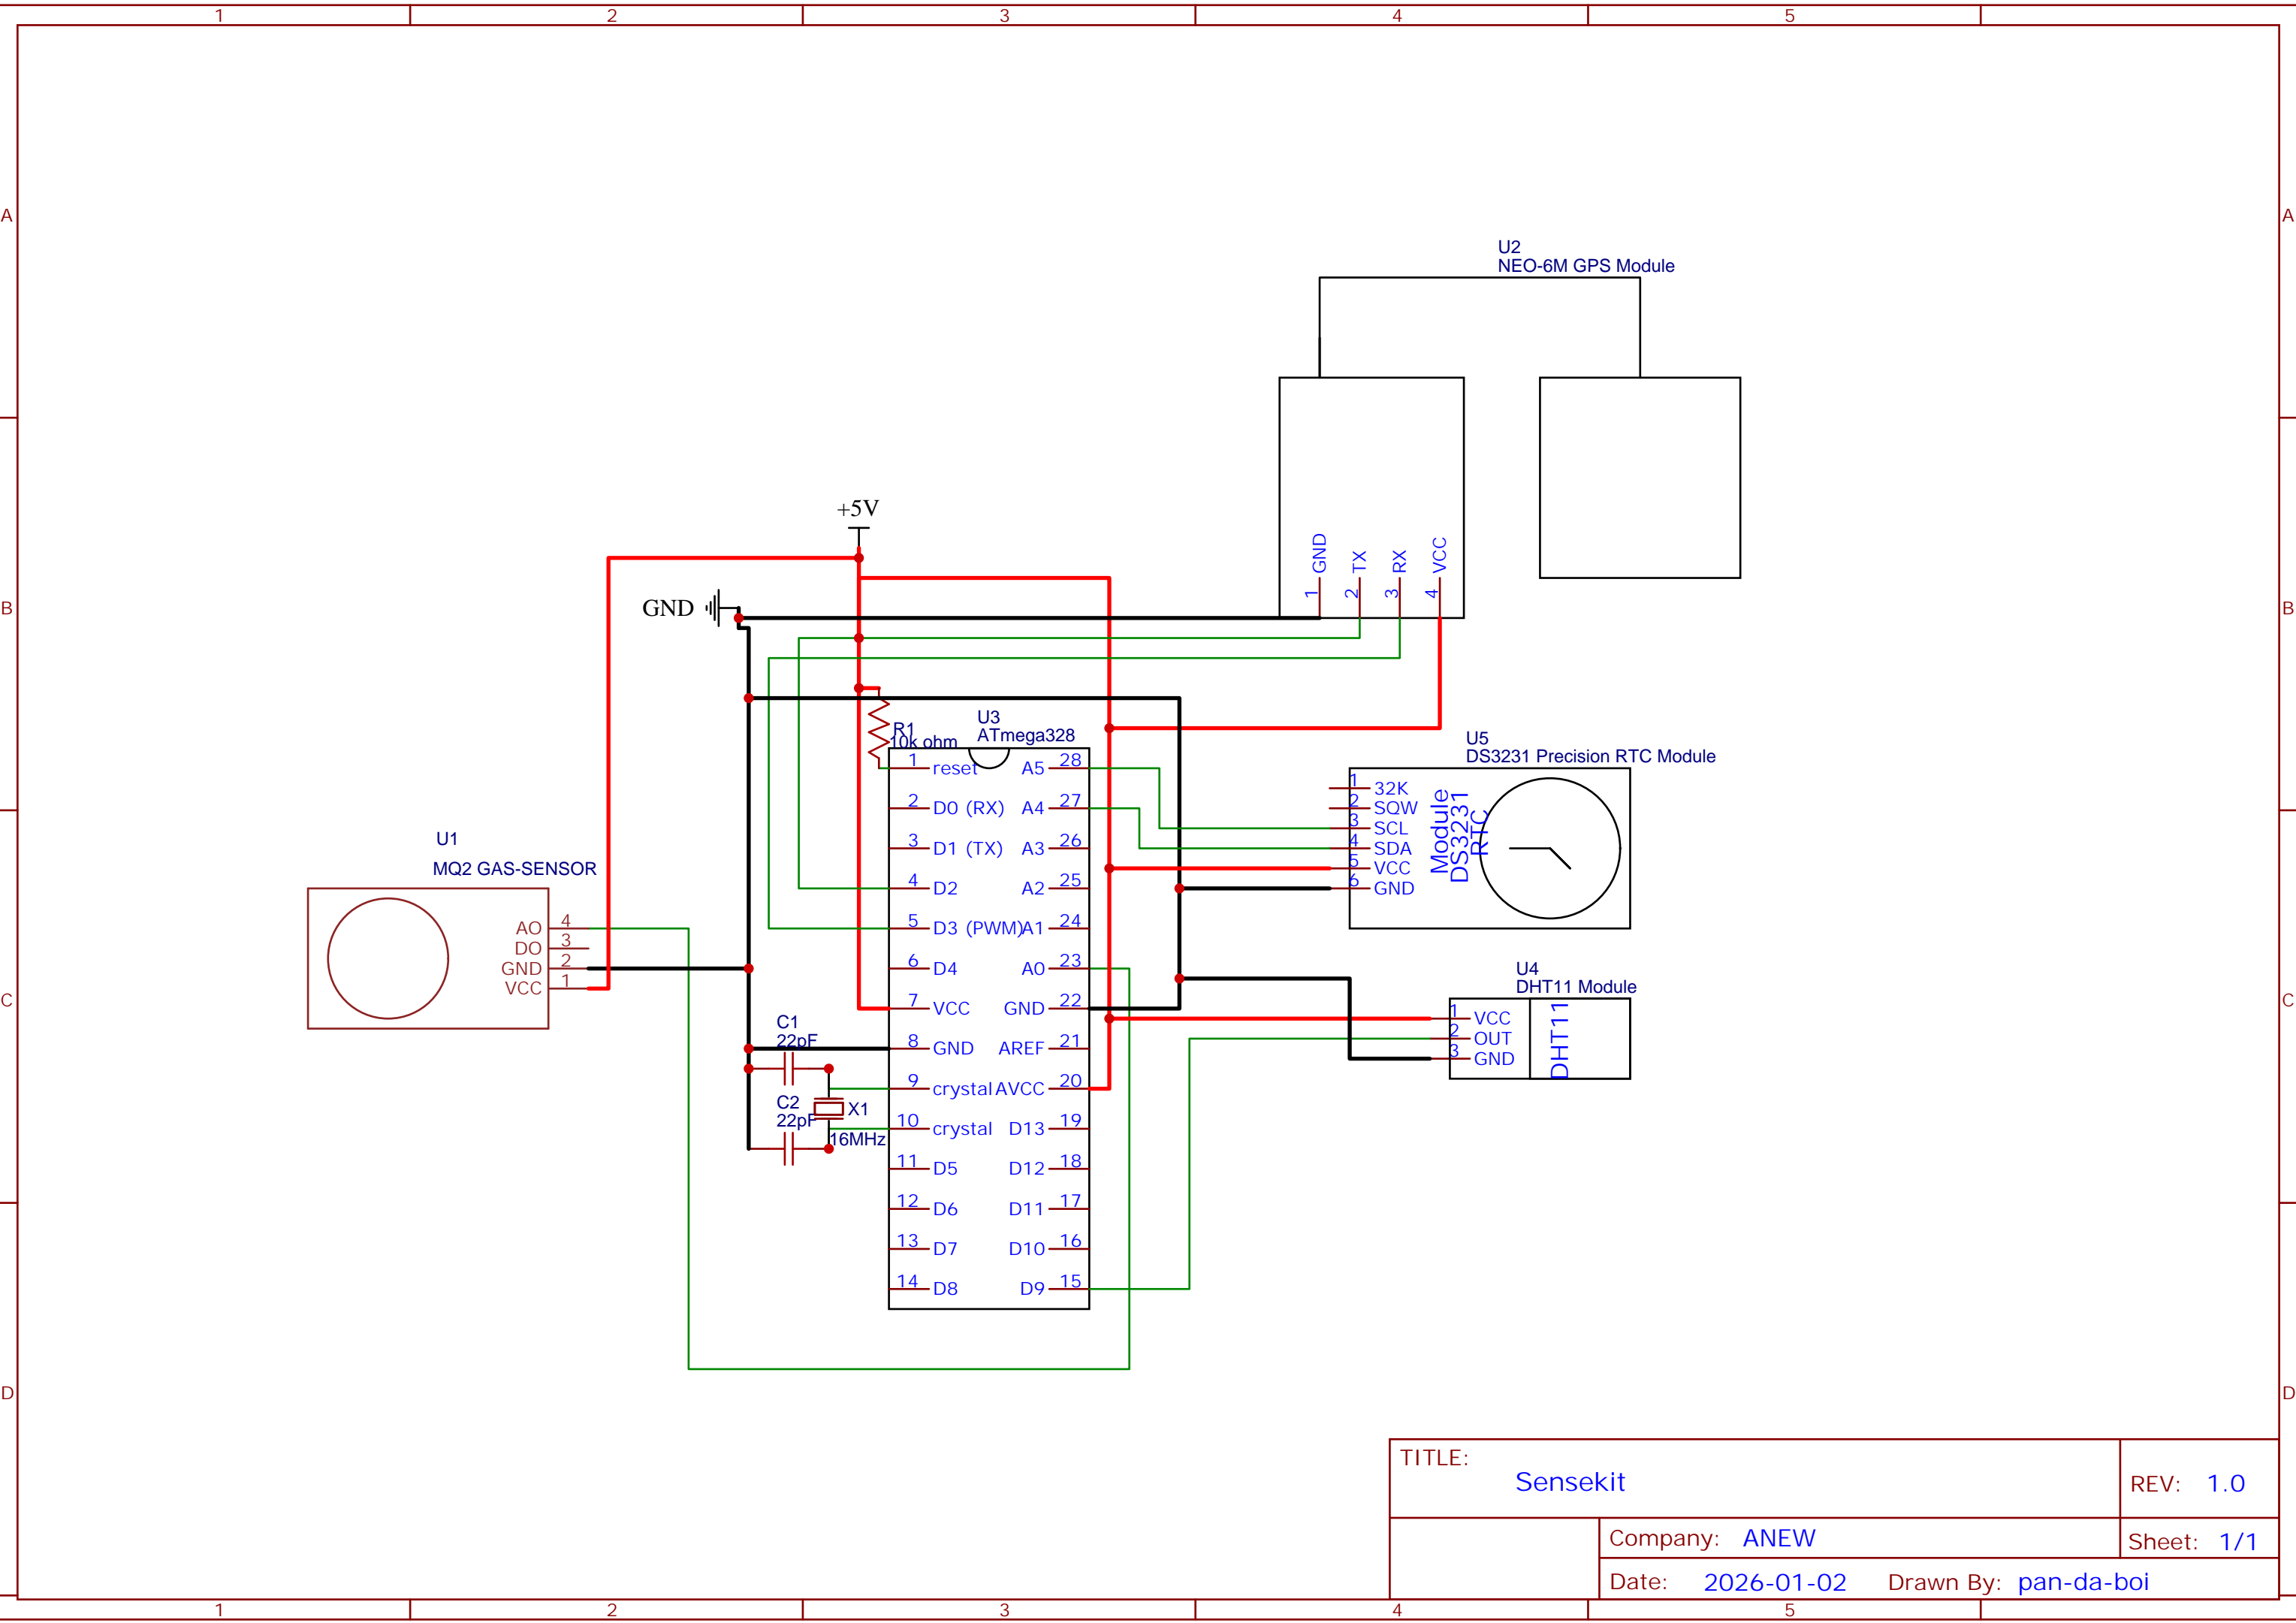 1 2 3 4 5
A A
B B
C C
D D
U2
NEO-6M GPS Module
GND TX RX VCC
1 2 3 4
+5V
GND
R1
10k ohm
U3
ATmega328
1 reset A5 28
2 D0 (RX) A4 27
3 D1 (TX) A3 26
4 D2 A2 25
5 D3 (PWM) A1 24
6 D4 A0 23
7 VCC GND 22
8 GND AREF 21
9 crystal AVCC 20
10 crystal D13 19
11 D5 D12 18
12 D6 D11 17
13 D7 D10 16
14 D8 D9 15
U5
DS3231 Precision RTC Module
1 32K
2 SQW
3 SCL
4 SDA
5 VCC
6 GND
Module
DS3231
RTC
U1
MQ2 GAS-SENSOR
AO 4
DO 3
GND 2
VCC 1
U4
DHT11 Module
1 VCC
2 OUT
3 GND
DHT11
C1
22pF
C2
22pF
X1
16MHz
TITLE:
Sensekit
REV: 1.0
Company: ANEW
Sheet: 1/1
Date: 2026-01-02 Drawn By: pan-da-boi
1 2 3 4 5